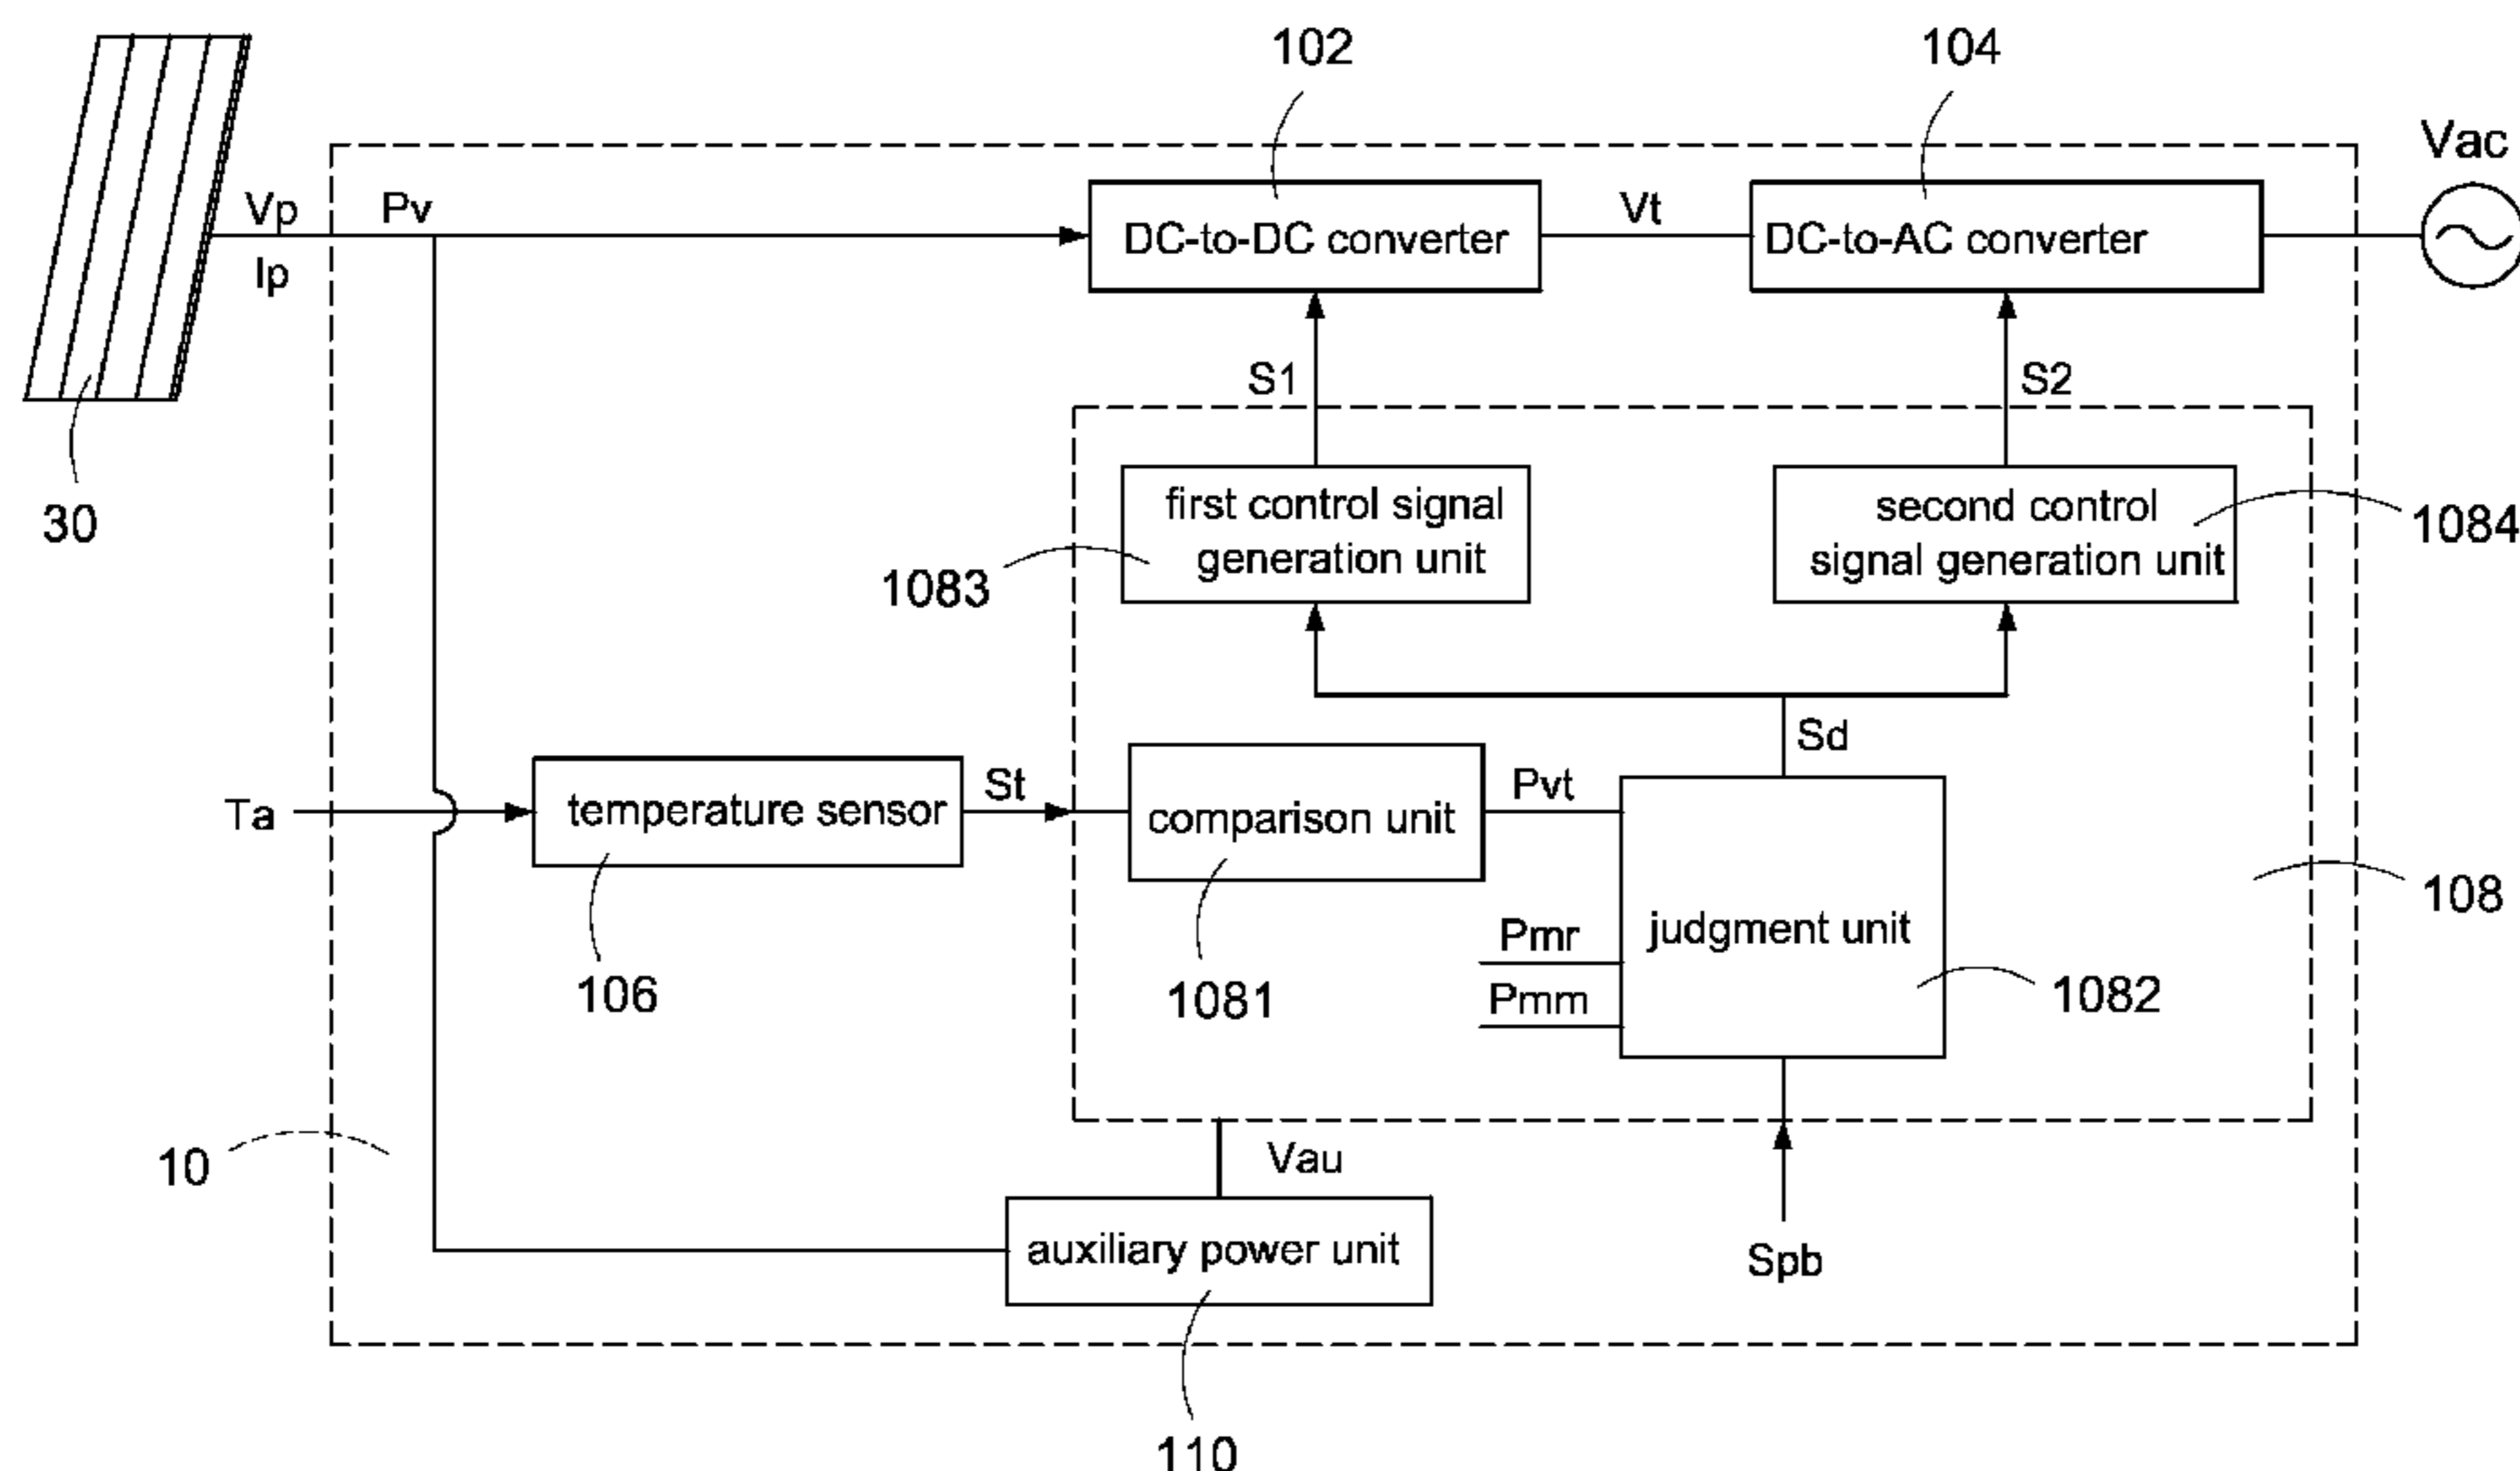 102
104
Vac
Vp
Pv
Ip
DC-to-DC converter
Vt
DC-to-AC converter
S1
S2
30
first control signal
generation unit
1083
second control
signal generation unit
1084
Sd
Ta
temperature sensor
St
comparison unit
Pvt
judgment unit
108
Pmr
Pmm
106
1081
1082
10
Vau
auxiliary power unit
Spb
110